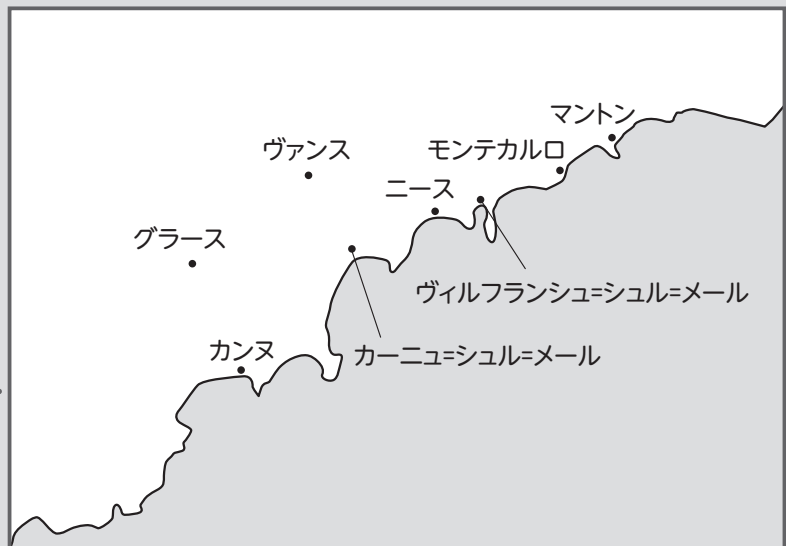 マントン
モンテカルロ
ヴァンス
ニース
グラース
ヴィルフランシュ=シュル=メール
カンヌ
カーニュ=シュル=メール